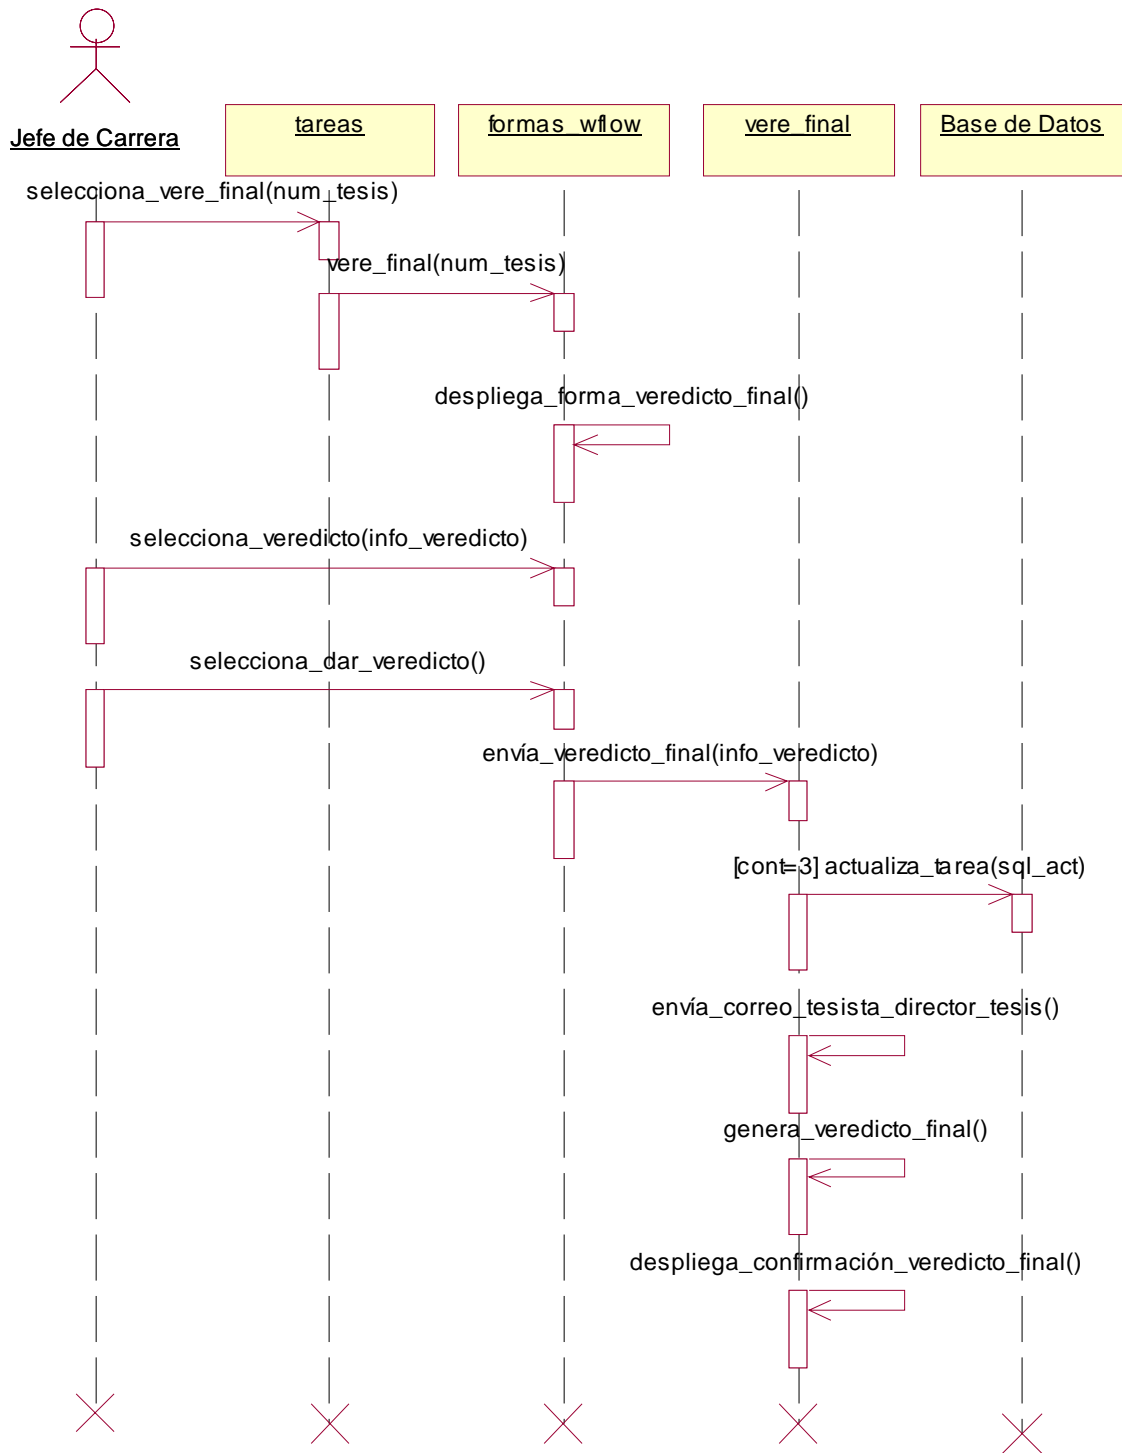 Jefe de Carrera
tareas
formas_wflow
vere_final
Base de Datos
selecciona_vere_final(num_tesis)
vere_final(num_tesis)
despliega_forma_veredicto_final()
selecciona_veredicto(info_veredicto)
selecciona_dar_veredicto()
envía_veredicto_final(info_veredicto)
[cont=3] actualiza_tarea(sql_act)
envía_correo_tesista_director_tesis()
genera_veredicto_final()
despliega_confirmación_veredicto_final()